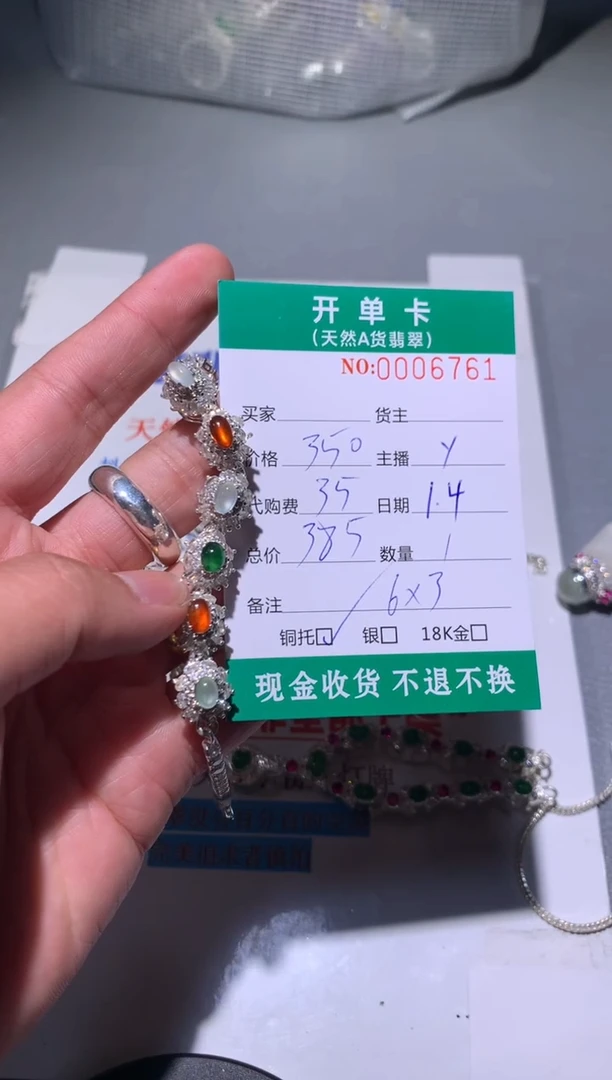 开单卡
(天然A货翡翠)
NO:0006761
买家 货主
价格 350 主播 Y
代购费 35 日期 1.4
总价 385 数量 1
备注 6×3
铜托☑ 银□ 18K金□
现金收货 不退不换